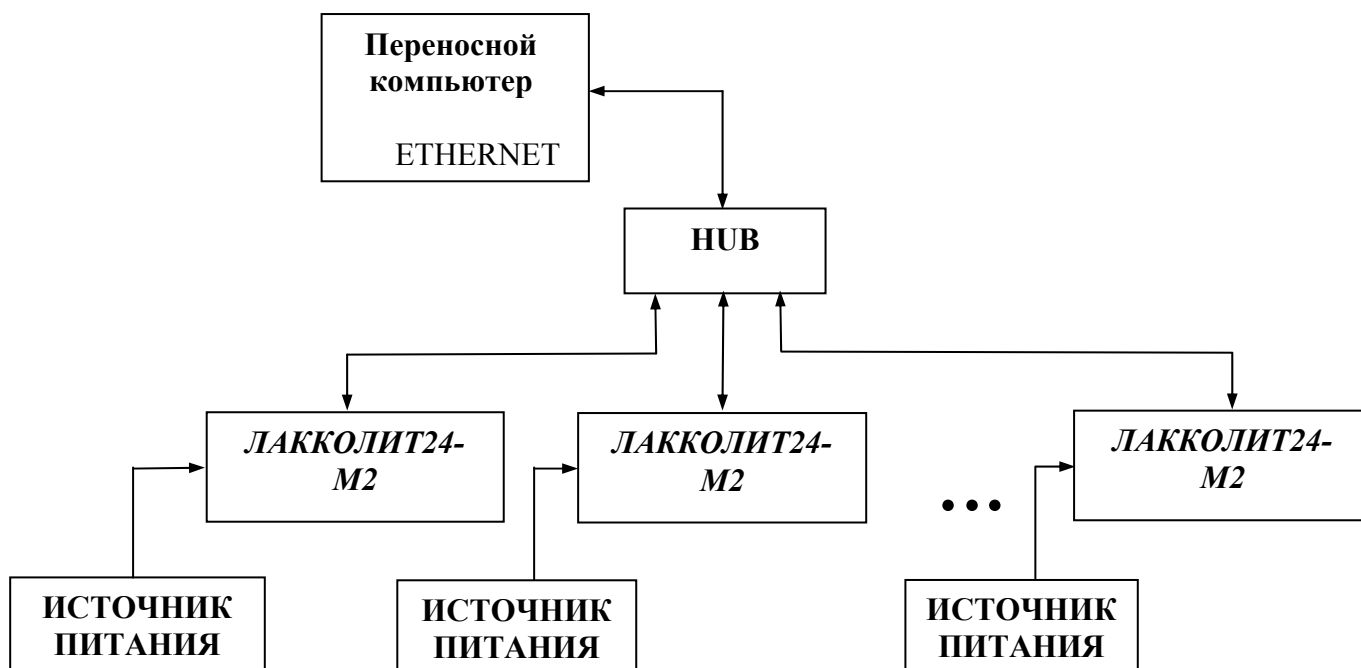 Переносной
компьютер
ETHERNET
HUB
ЛАККОЛИТ24-
М2
ЛАККОЛИТ24-
М2
ЛАККОЛИТ24-
М2
...
ИСТОЧНИК
ПИТАНИЯ
ИСТОЧНИК
ПИТАНИЯ
ИСТОЧНИК
ПИТАНИЯ